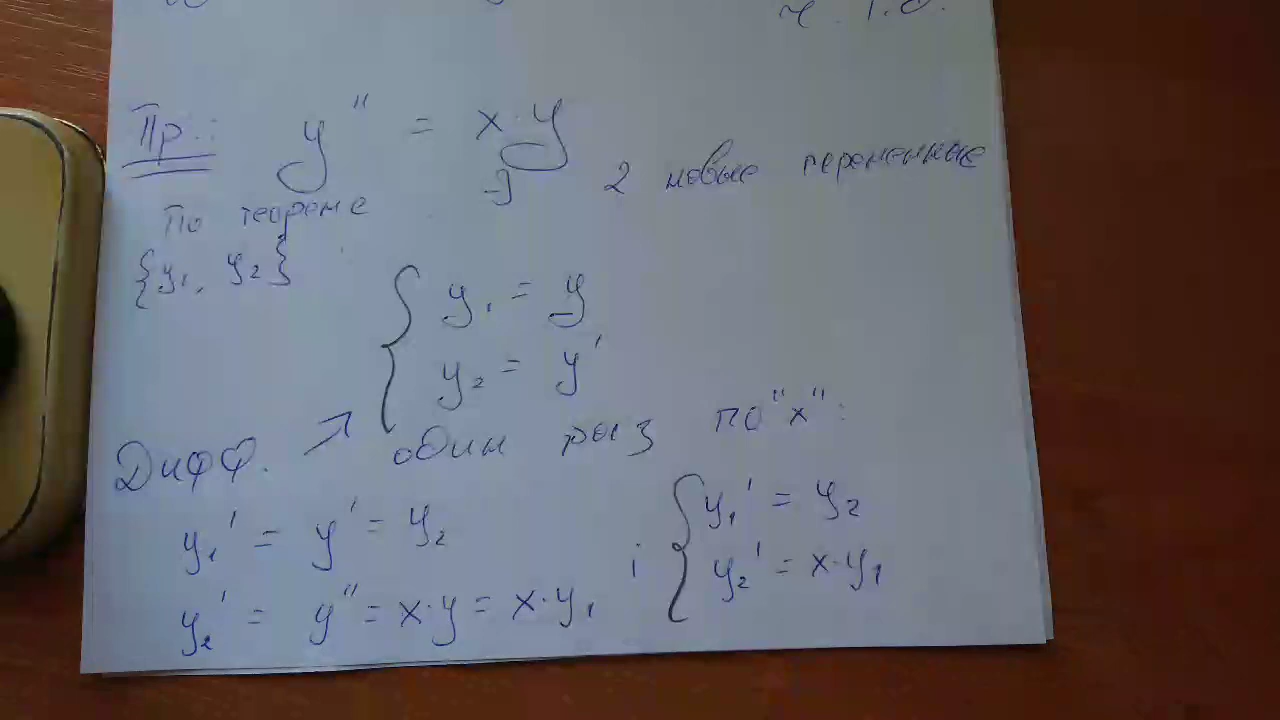 ч. т. д.
Пр.: y'' = x·y
2 новые переменные
По теореме
{y₁, y₂}
{ y₁ = y
y₂ = y'
Дифф. ↗ один раз по "x":
y₁' = y' = y₂
y₂' = y'' = x·y = x·y₁
; { y₁' = y₂
y₂' = x·y₁